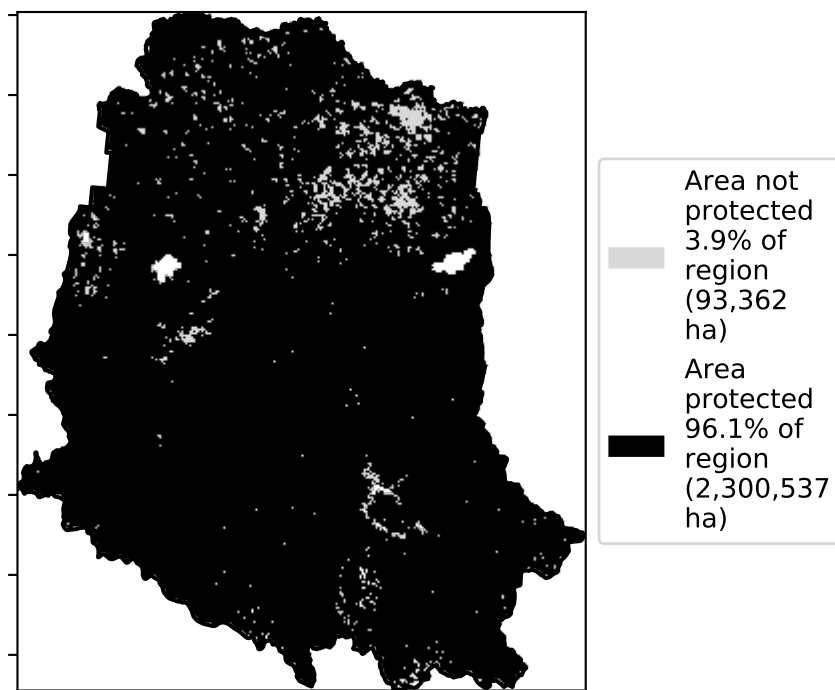 Area not
protected
3.9% of
region
(93,362
ha)
Area
protected
96.1% of
region
(2,300,537
ha)